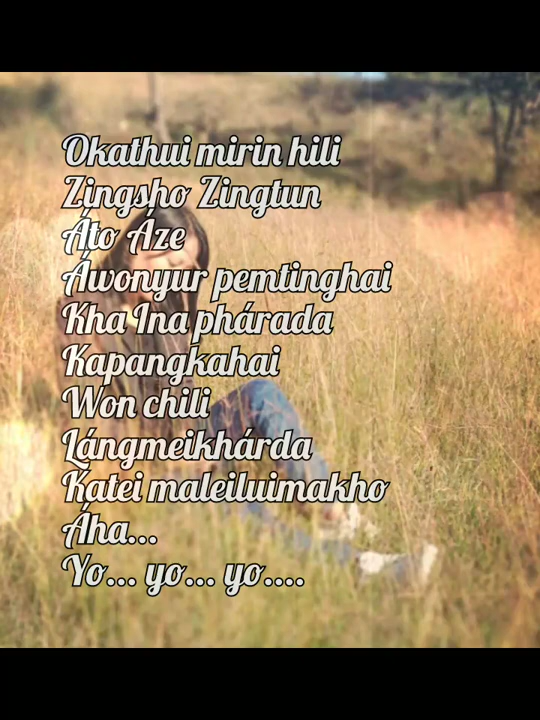 Okathui mirin hili
Zingsho Zingtun
Áto Áze
Áwonyur pemtinghai
Kha Ina phárada
Kapangkahai
Won chili
Lángmeikhárda
Katei maleiluimakho
Áha...
Yo... yo... yo....